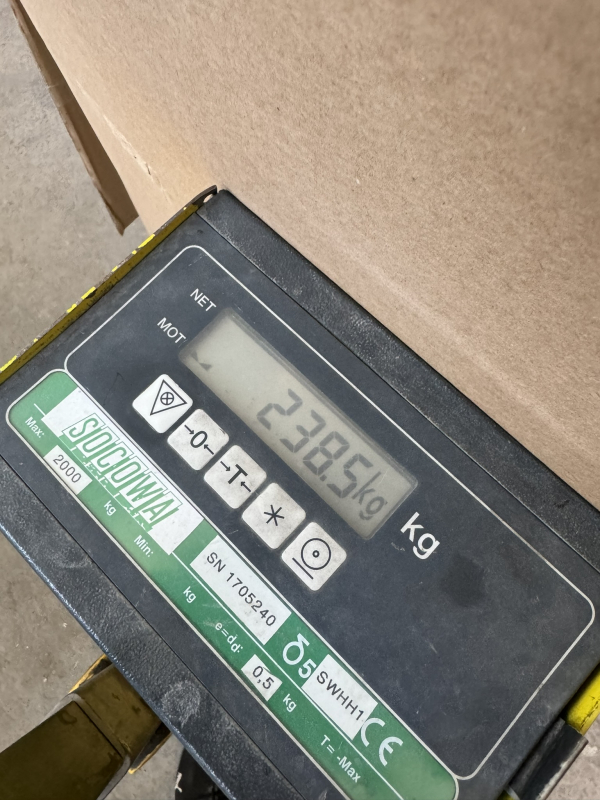 NET
MOT
238.5kg
kg
→0←
→T←
SOCOWA
Max:
2000
kg
Min:
kg
SN 1705240
e=dd:
0,5
kg
δ5
SWHH1
CE
T= -Max